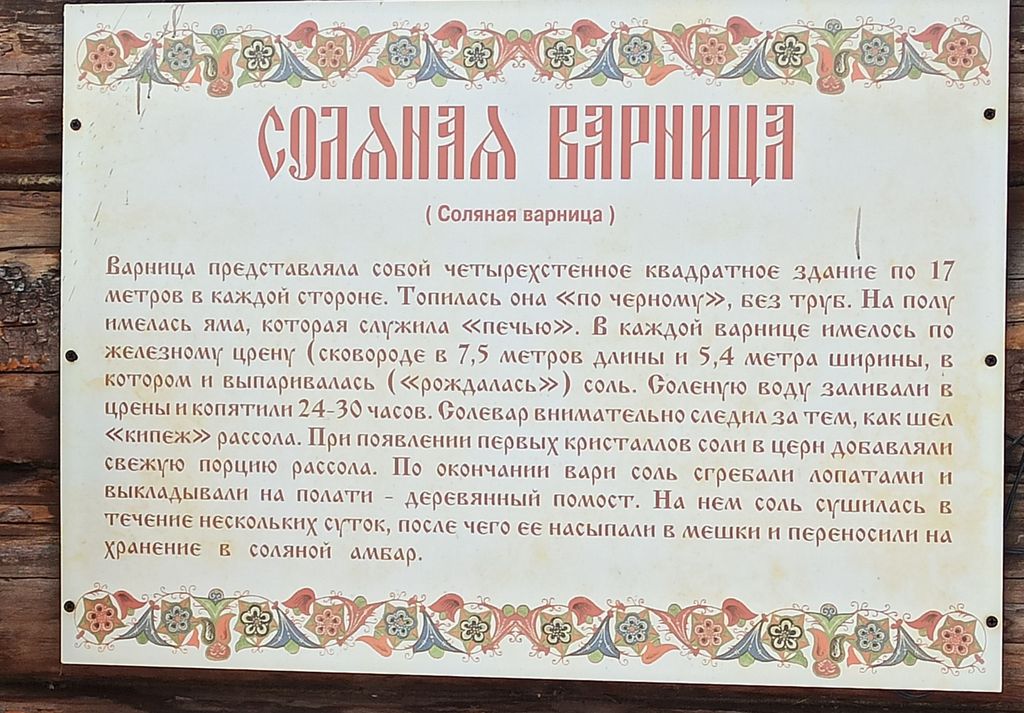 СОЛЯНАЯ ВАРНИЦА
( Соляная варница )
Варница представляла собой четырехстенное квадратное здание по 17
метров в каждой стороне. Топилась она «по черному», без труб. На полу
имелась яма, которая служила «печью». В каждой варнице имелось по
железному црену (сковороде в 7,5 метров длины и 5,4 метра ширины, в
котором и выпаривалась («рождалась») соль. Соленую воду заливали в
црены и копятили 24-30 часов. Солевар внимательно следил за тем, как шел
«кипеж» рассола. При появлении первых кристаллов соли в церн добавляли
свежую порцию рассола. По окончании вари соль сгребали лопатами и
выкладывали на полати - деревянный помост. На нем соль сушилась в
течение нескольких суток, после чего ее насыпали в мешки и переносили на
хранение в соляной амбар.